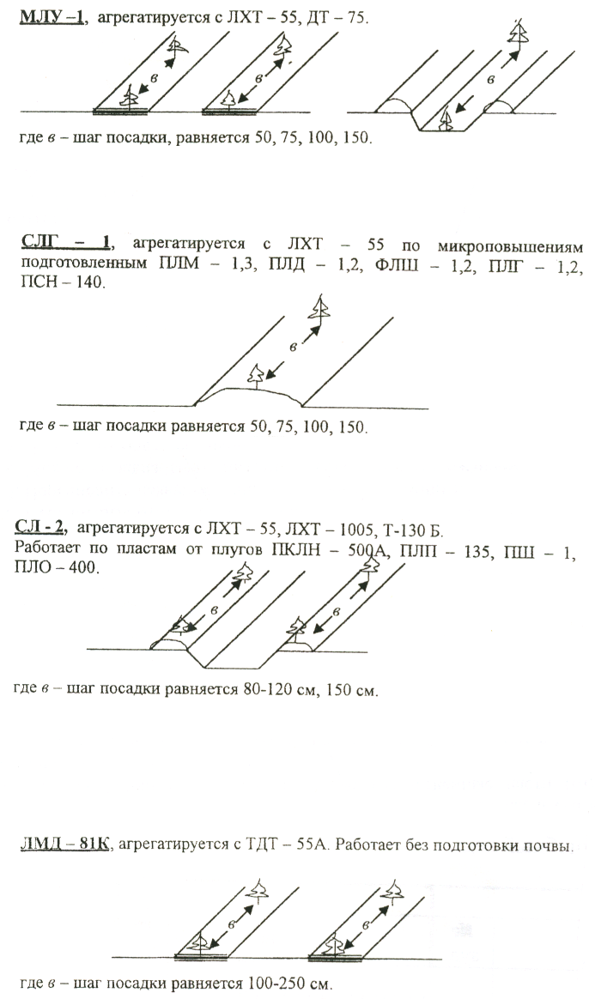 МЛУ –1, агрегатируется с ЛХТ – 55, ДТ – 75.
в
в
в
где в – шаг посадки, равняется 50, 75, 100, 150.
СЛГ – 1, агрегатируется с ЛХТ – 55 по микроповышениям
подготовленным ПЛМ – 1,3, ПЛД – 1,2, ФЛШ – 1,2, ПЛГ – 1,2,
ПСН – 140.
в
где в – шаг посадки равняется 50, 75, 100, 150.
СЛ - 2, агрегатируется с ЛХТ – 55, ЛХТ – 1005, Т-130 Б.
Работает по пластам от плугов ПКЛН – 500А, ПЛП – 135, ПШ – 1,
ПЛО – 400.
в
в
где в – шаг посадки равняется 80-120 см, 150 см.
ЛМД – 81К, агрегатируется с ТДТ – 55А. Работает без подготовки почвы.
в
в
где в – шаг посадки равняется 100-250 см.